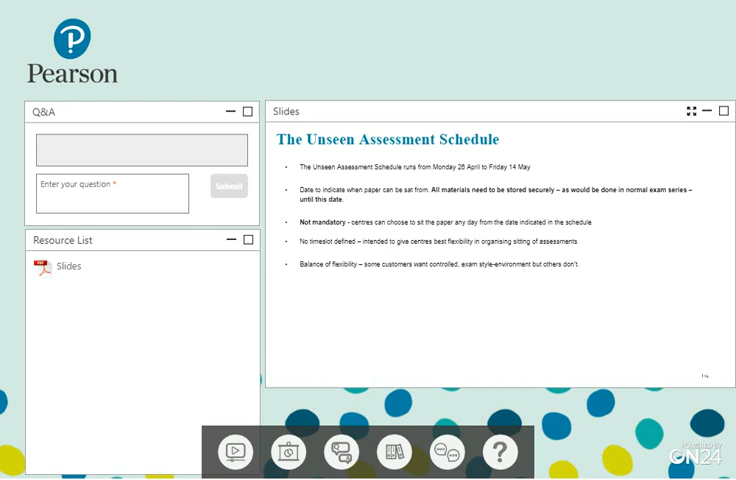 Pearson
Q&A
Enter your question *
Submit
Resource List
PDF
Slides
Slides
The Unseen Assessment Schedule
• The Unseen Assessment Schedule runs from Monday 26 April to Friday 14 May
• Date to indicate when paper can be sat from. All materials need to be stored securely – as would be done in normal exam series –
until this date.
• Not mandatory - centres can choose to sit the paper any day from the date indicated in the schedule
• No timeslot defined – intended to give centres best flexibility in organising sitting of assessments
• Balance of flexibility – some customers want controlled, exam style-environment but others don't.
?
POWERED BY
ON24